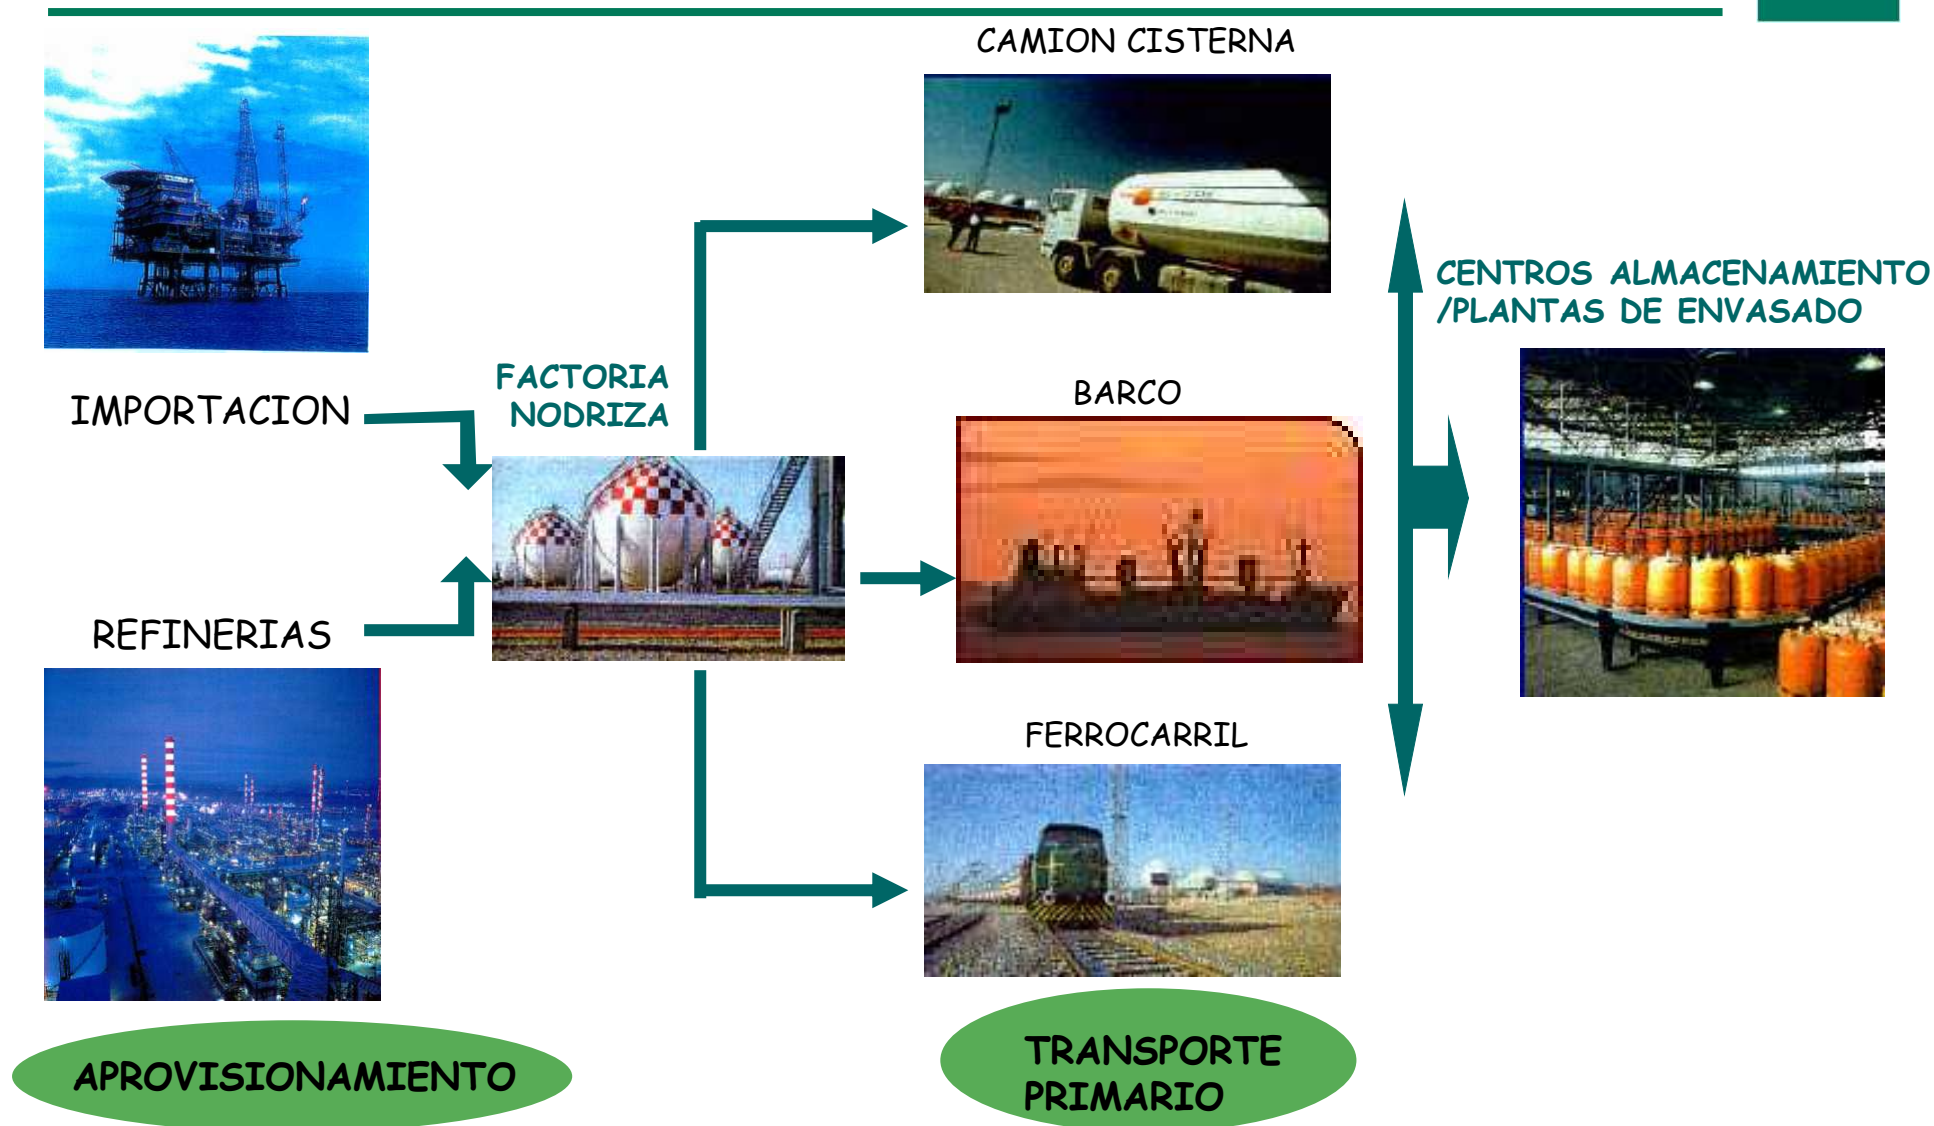 CAMION CISTERNA
CENTROS ALMACENAMIENTO
/PLANTAS DE ENVASADO
FACTORIA
NODRIZA
IMPORTACION
BARCO
REFINERIAS
FERROCARRIL
APROVISIONAMIENTO
TRANSPORTE
PRIMARIO